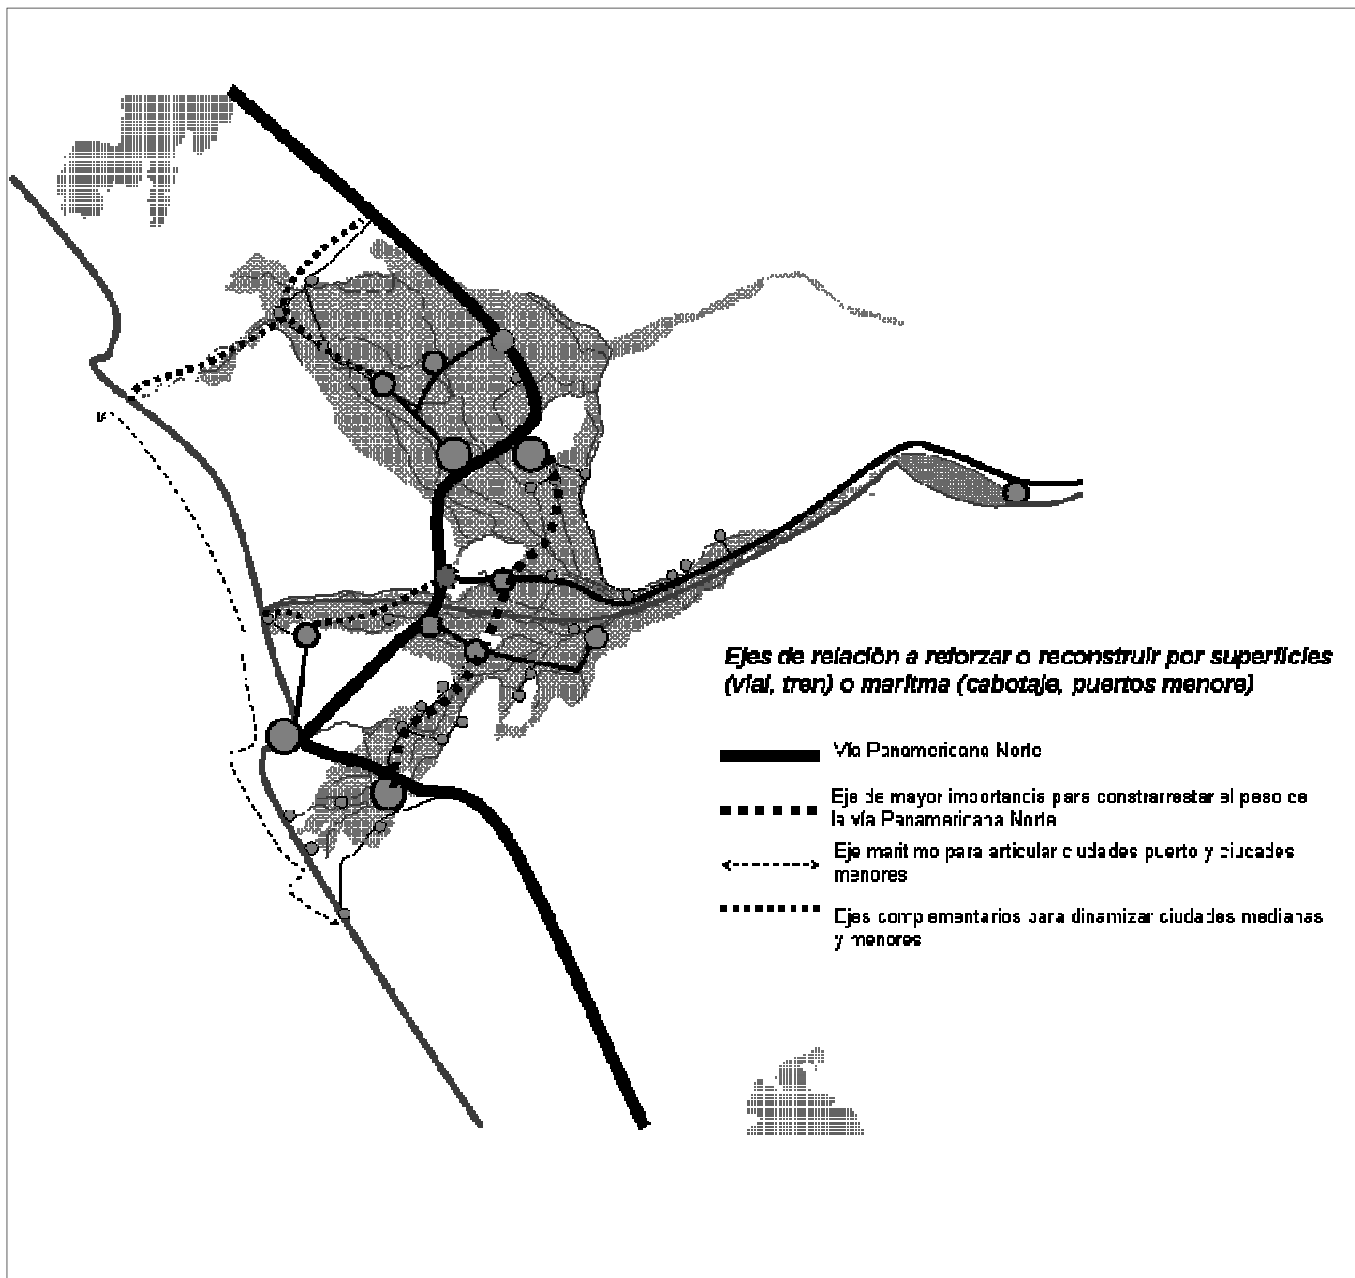 Ejes de relación a reforzar o reconstruir por superficies
(vial, tren) o marítma (cabotaje, puertos menore)
Vía Panamericana Norte
Eje de mayor importancia para constrarrestar el peso de
la vía Panamericana Norte
Eje marítimo para articular ciudades puerto y ciudades
menores
Ejes complementarios para dinamizar ciudades medianas
y menores